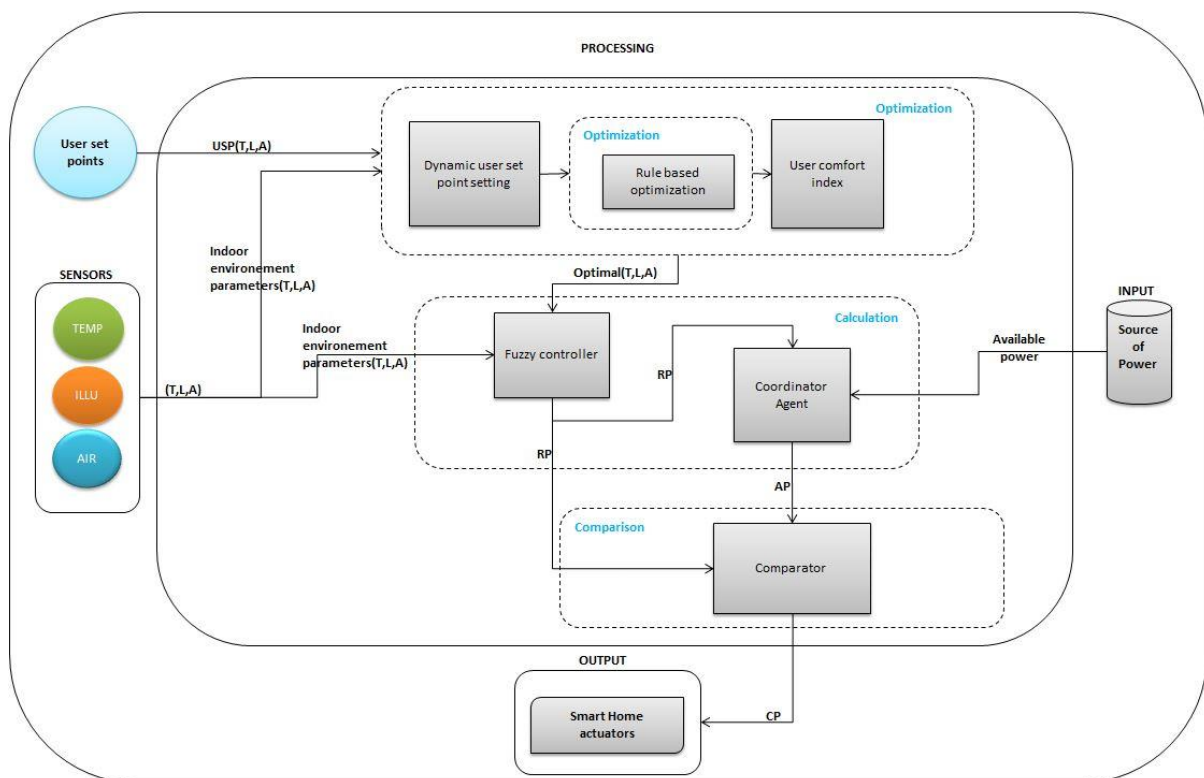 PROCESSING
Optimization
Optimization
User set
points
USP(T,L,A)
Dynamic user set
point setting
Rule based
optimization
User comfort
index
Indoor
environement
parameters(T,L,A)
Optimal(T,L,A)
SENSORS
TEMP
ILLU
AIR
(T,L,A)
Indoor
environement
parameters(T,L,A)
Fuzzy controller
Calculation
RP
Coordinator
Agent
Available
power
INPUT
Source
of
Power
RP
AP
Comparison
Comparator
OUTPUT
Smart Home
actuators
CP